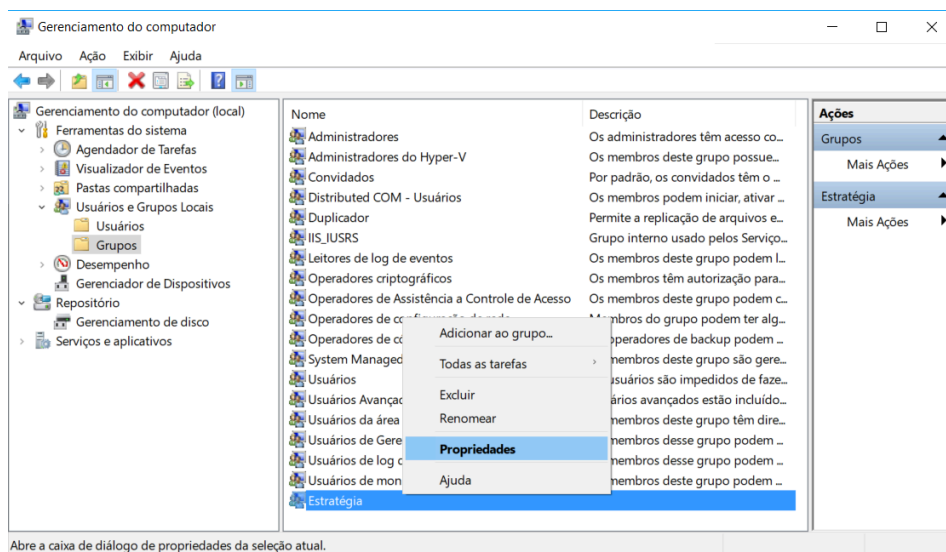 Gerenciamento do computador
Arquivo Ação Exibir Ajuda
Gerenciamento do computador (local)
Ferramentas do sistema
Agendador de Tarefas
Visualizador de Eventos
Pastas compartilhadas
Usuários e Grupos Locais
Usuários
Grupos
Desempenho
Gerenciador de Dispositivos
Repositório
Gerenciamento de disco
Serviços e aplicativos
Nome Descrição
Administradores Os administradores têm acesso co...
Administradores do Hyper-V Os membros deste grupo possue...
Convidados Por padrão, os convidados têm o ...
Distributed COM - Usuários Os membros podem iniciar, ativar ...
Duplicador Permite a replicação de arquivos e...
IIS_IUSRS Grupo interno usado pelos Serviço...
Leitores de log de eventos Os membros deste grupo podem l...
Operadores criptográficos Os membros têm autorização para...
Operadores de Assistência a Controle de Acesso Os membros deste grupo podem c...
Operadores de configuração de rede Membros do grupo podem ter alg...
Operadores de có operadores de backup podem ...
System Managed membros deste grupo são gere...
Usuários usuários são impedidos de faze...
Usuários Avançad ários avançados estão incluído...
Usuários da área membros deste grupo têm dire...
Usuários de Gere membros desse grupo podem ...
Usuários de log d membros desse grupo podem ...
Usuários de mon membros deste grupo podem ...
Estratégia
Adicionar ao grupo...
Todas as tarefas
Excluir
Renomear
Propriedades
Ajuda
Ações
Grupos
Mais Ações
Estratégia
Mais Ações
Abre a caixa de diálogo de propriedades da seleção atual.